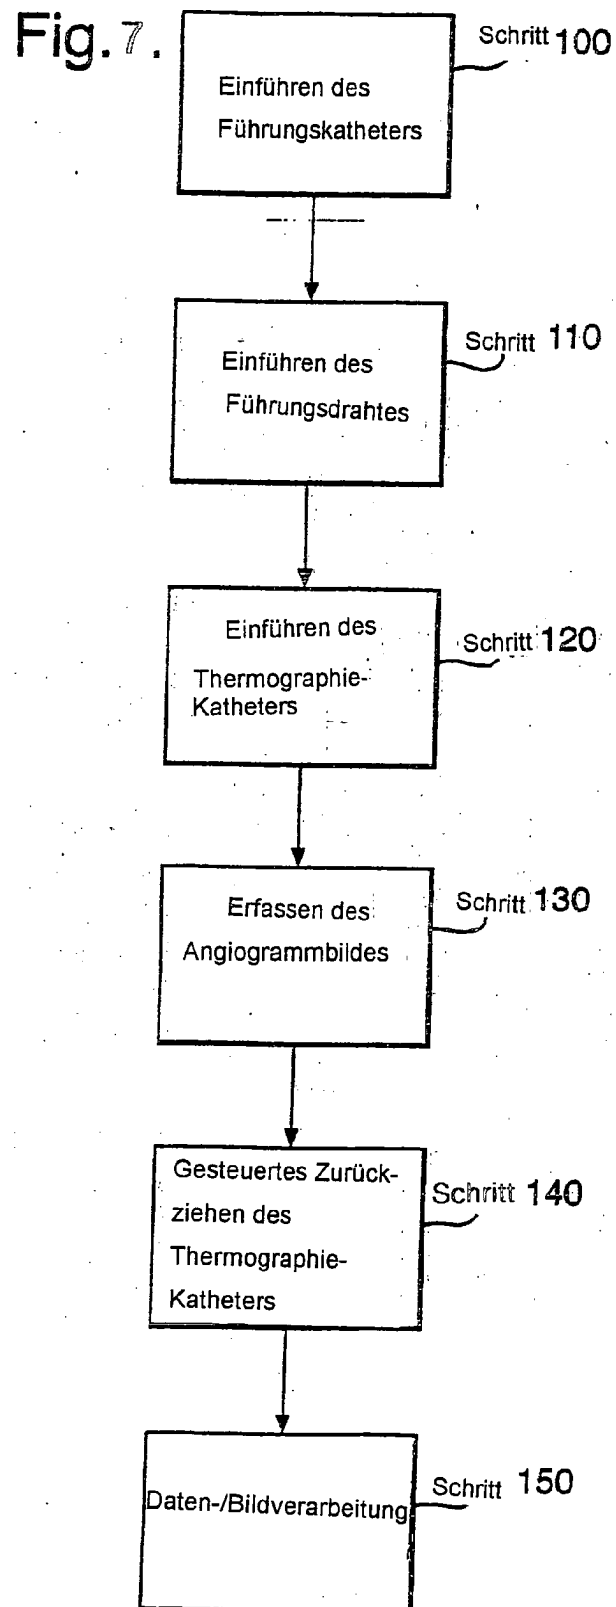 Fig. 7.
Schritt 100
Einführen des
Führungskatheters
Schritt 110
Einführen des
Führungsdrahtes
Schritt 120
Einführen des
Thermographie-
Katheters
Schritt 130
Erfassen des
Angiogrammbildes
Schritt 140
Gesteuertes Zurück-
ziehen des
Thermographie-
Katheters
Schritt 150
Daten-/Bildverarbeitung